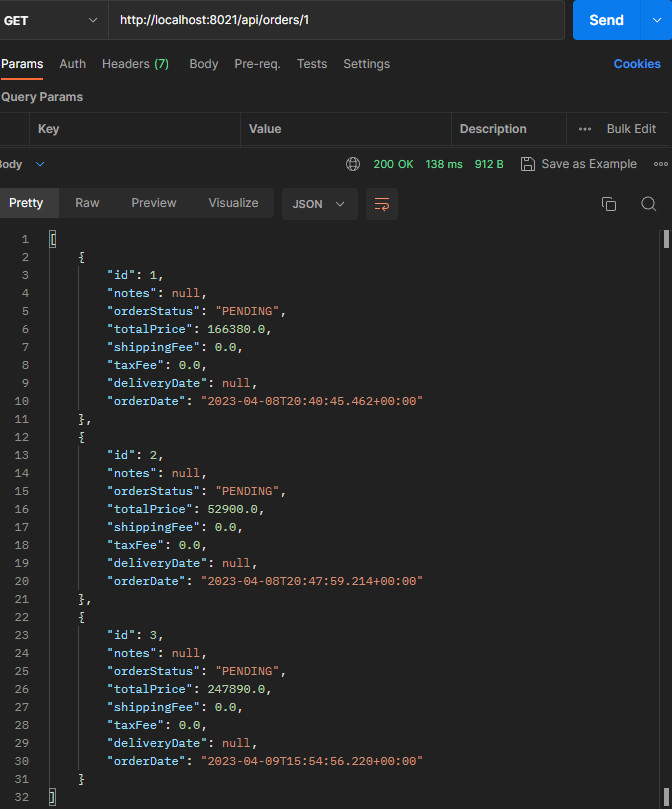 GET http://localhost:8021/api/orders/1 Send
Params Auth Headers (7) Body Pre-req. Tests Settings Cookies
Query Params
Key Value Description ••• Bulk Edit
Body 200 OK 138 ms 912 B Save as Example •••
Pretty Raw Preview Visualize JSON
1 [
2 {
3 "id": 1,
4 "notes": null,
5 "orderStatus": "PENDING",
6 "totalPrice": 166380.0,
7 "shippingFee": 0.0,
8 "taxFee": 0.0,
9 "deliveryDate": null,
10 "orderDate": "2023-04-08T20:40:45.462+00:00"
11 },
12 {
13 "id": 2,
14 "notes": null,
15 "orderStatus": "PENDING",
16 "totalPrice": 52900.0,
17 "shippingFee": 0.0,
18 "taxFee": 0.0,
19 "deliveryDate": null,
20 "orderDate": "2023-04-08T20:47:59.214+00:00"
21 },
22 {
23 "id": 3,
24 "notes": null,
25 "orderStatus": "PENDING",
26 "totalPrice": 247890.0,
27 "shippingFee": 0.0,
28 "taxFee": 0.0,
29 "deliveryDate": null,
30 "orderDate": "2023-04-09T15:54:56.220+00:00"
31 }
32 ]